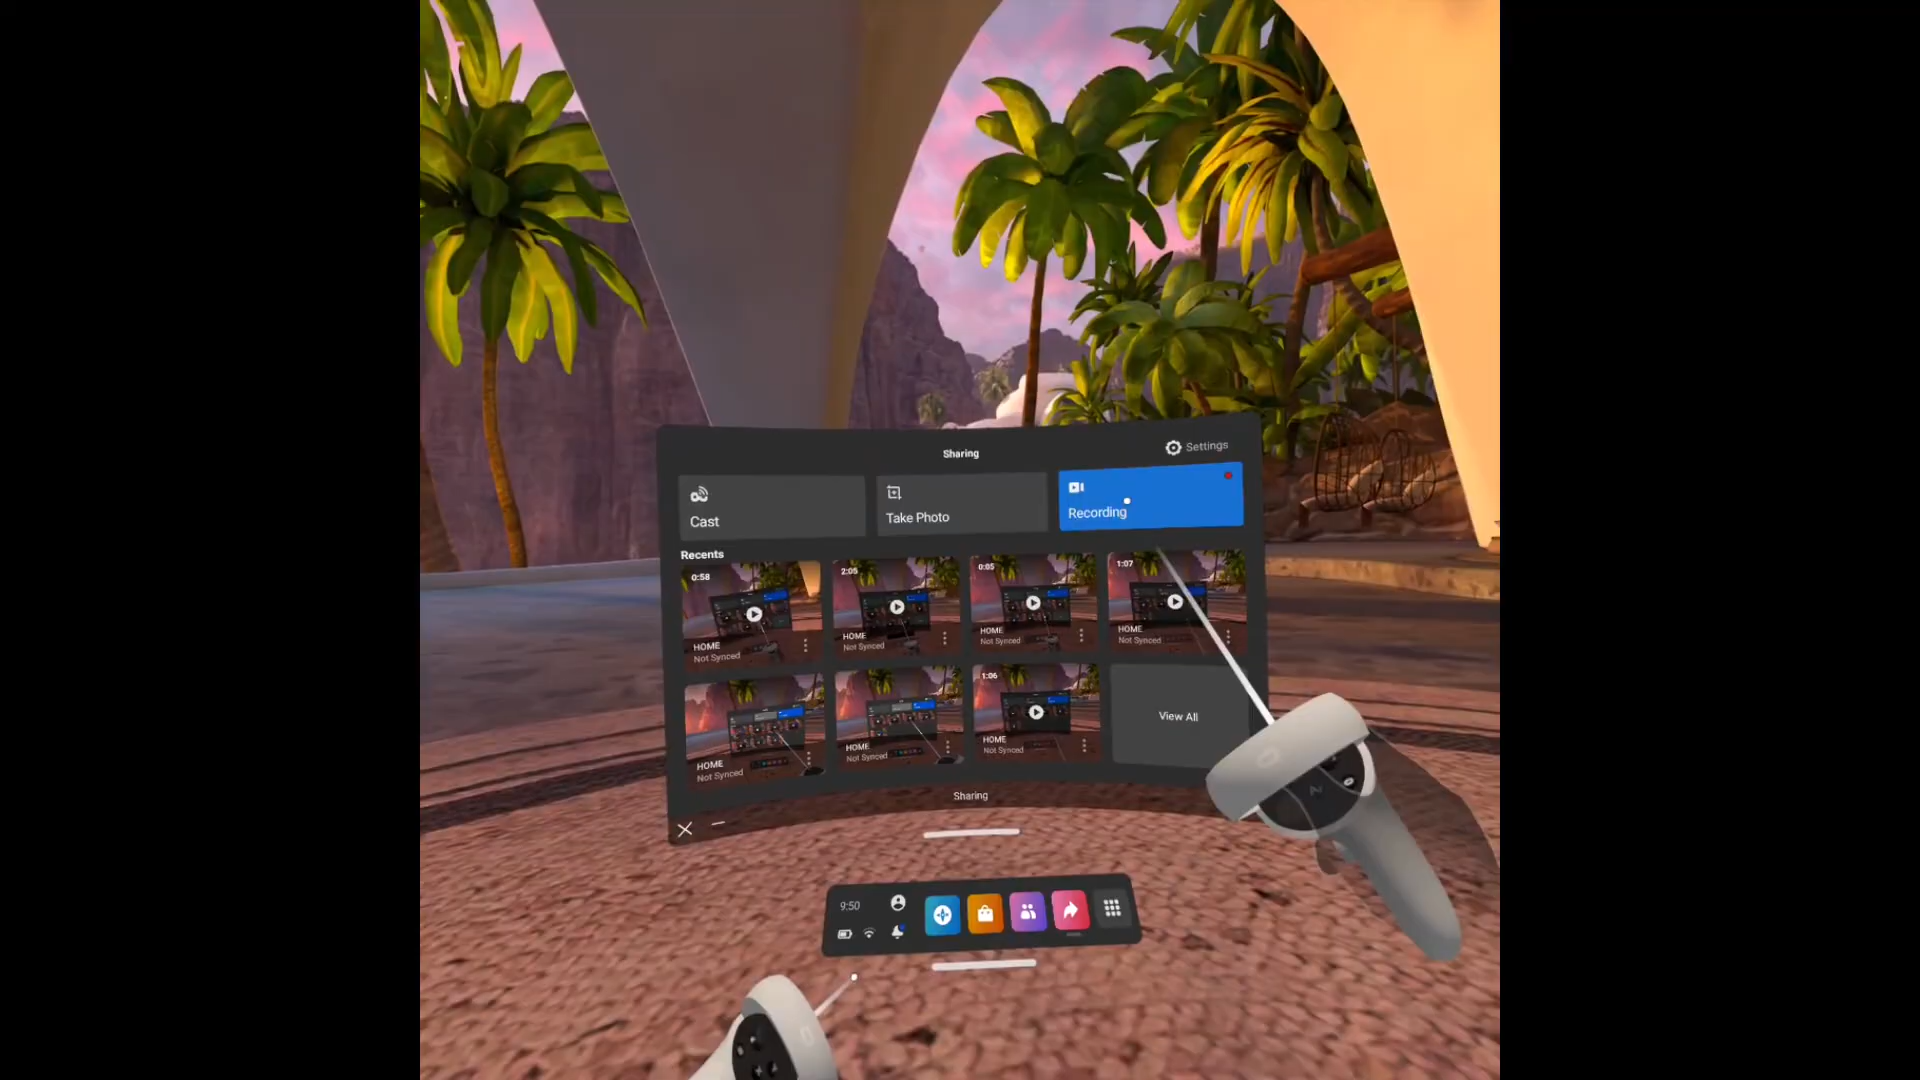 Sharing
Settings
Cast
Take Photo
Recording
Recents
0:58
HOME
Not Synced
2:05
HOME
Not Synced
0:05
HOME
Not Synced
1:07
HOME
Not Synced
HOME
Not Synced
HOME
Not Synced
1:06
HOME
Not Synced
View All
Sharing
9:50